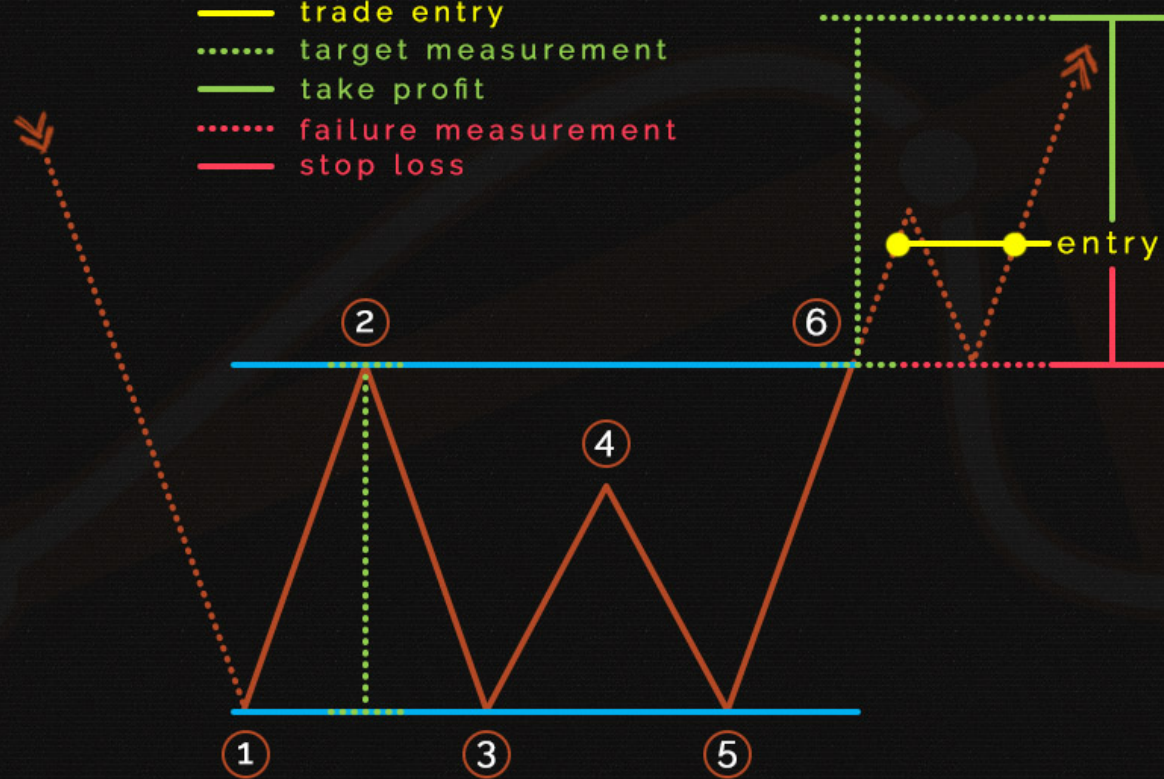 trade entry
target measurement
take profit
failure measurement
stop loss
entry
2
6
4
1
3
5